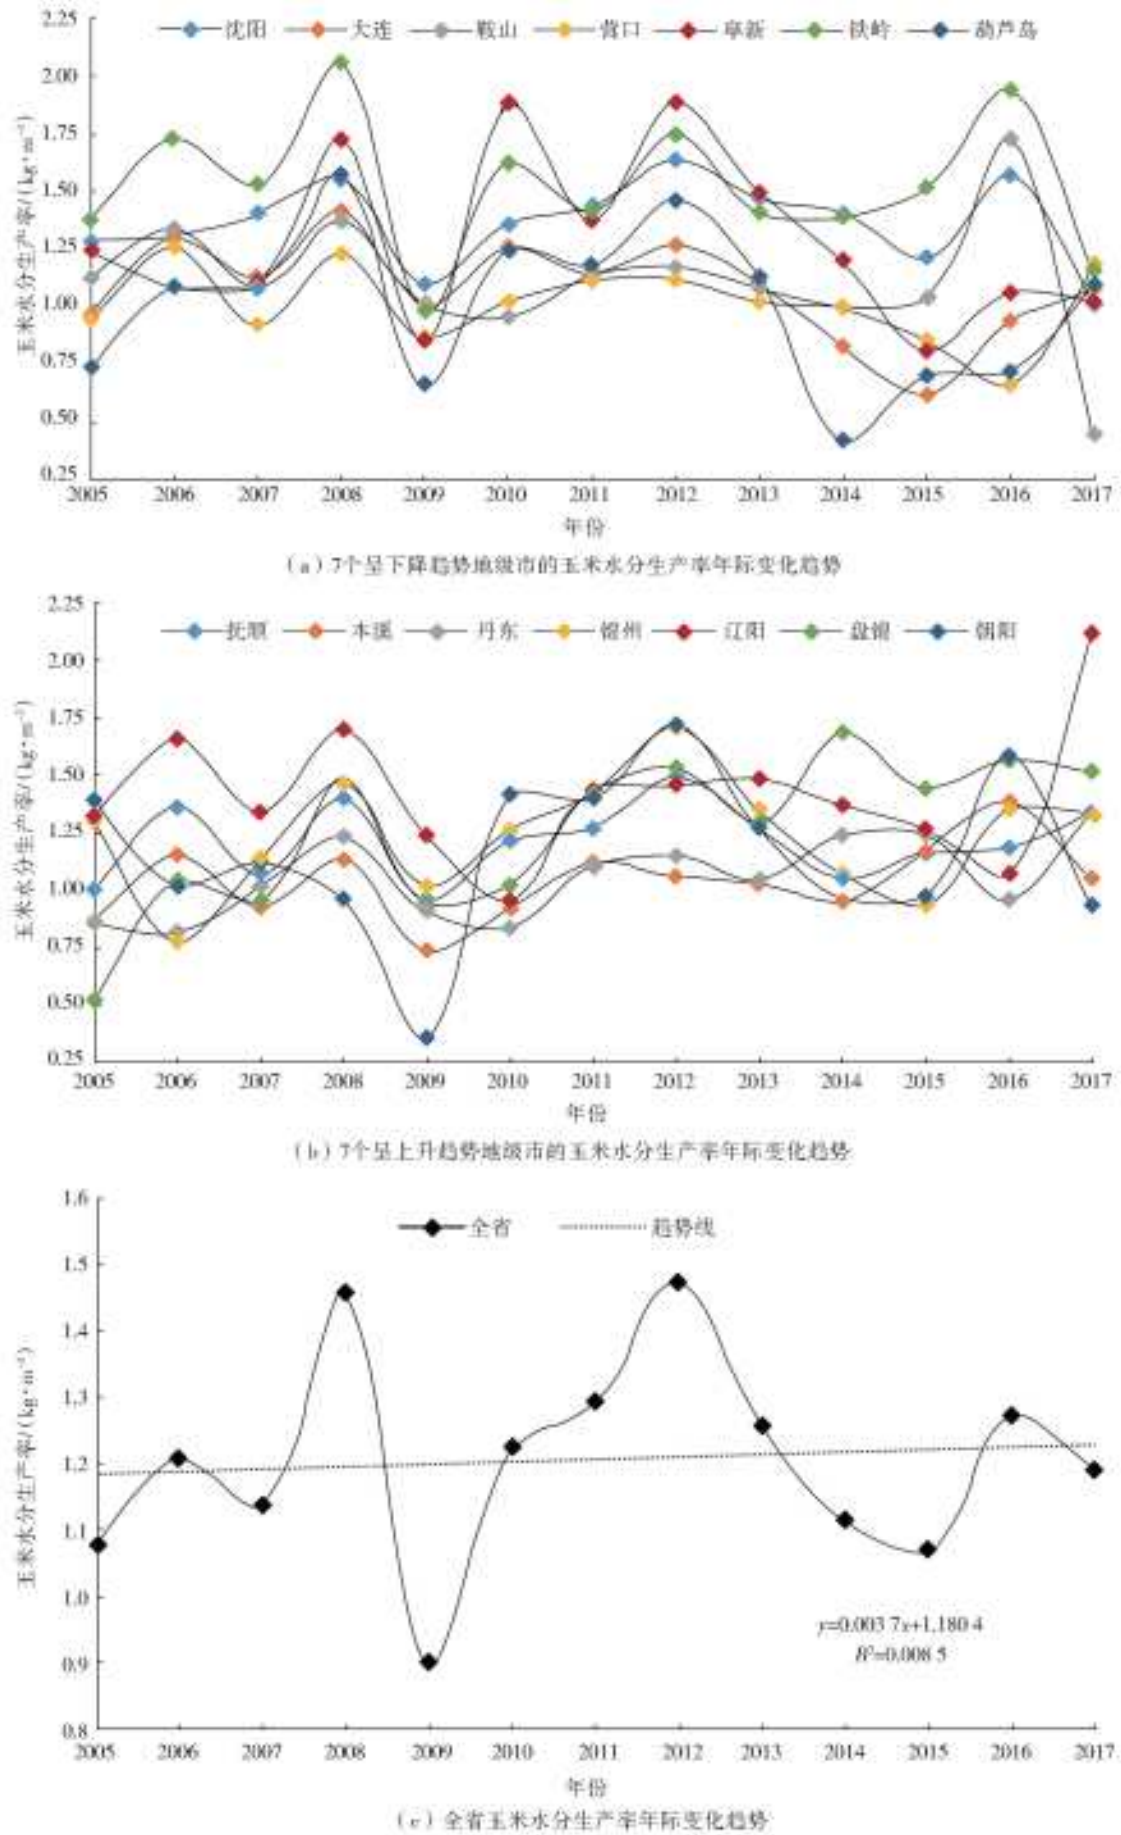 沈阳 大连 鞍山 营口 阜新 铁岭 葫芦岛
玉米水分生产率/(kg·m⁻³)
2.25
2.00
1.75
1.50
1.25
1.00
0.75
0.50
0.25
2005 2006 2007 2008 2009 2010 2011 2012 2013 2014 2015 2016 2017
年份
(a)7个呈下降趋势地级市的玉米水分生产率年际变化趋势
抚顺 本溪 丹东 锦州 辽阳 盘锦 朝阳
玉米水分生产率/(kg·m⁻³)
2.25
2.00
1.75
1.50
1.25
1.00
0.75
0.50
0.25
2005 2006 2007 2008 2009 2010 2011 2012 2013 2014 2015 2016 2017
年份
(b)7个呈上升趋势地级市的玉米水分生产率年际变化趋势
全省 趋势线
玉米水分生产率/(kg·m⁻³)
1.6
1.5
1.4
1.3
1.2
1.1
1.0
0.9
0.8
y=0.003 7x+1.180 4
R²=0.008 5
2005 2006 2007 2008 2009 2010 2011 2012 2013 2014 2015 2016 2017
年份
(c)全省玉米水分生产率年际变化趋势